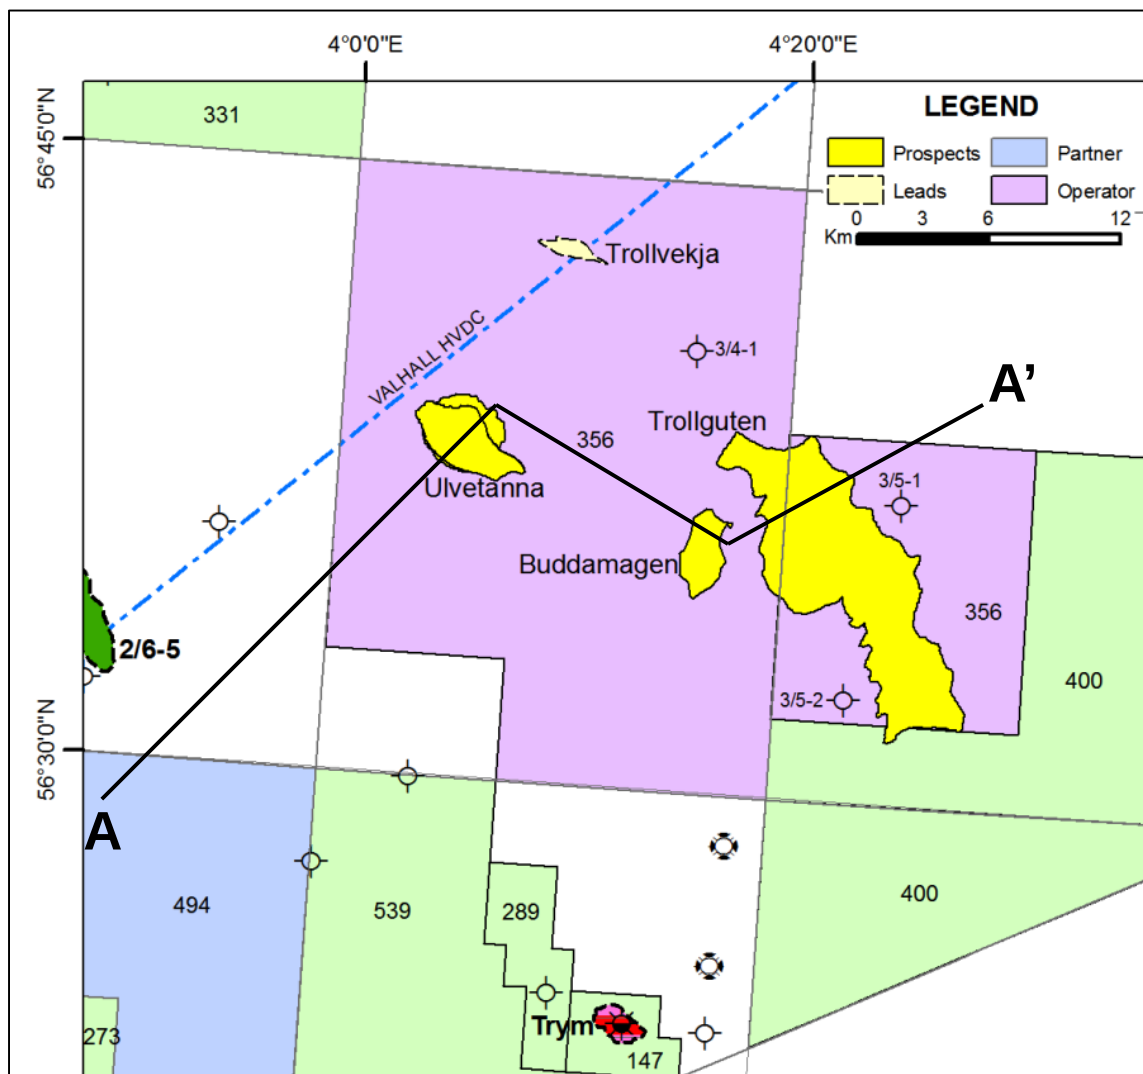 4°0'0"E
4°20'0"E
56°45'0"N
331
LEGEND
Prospects
Partner
Leads
Operator
0 3 6 12
Km
Trollvekja
VALHALL HVDC
3/4-1
A'
Trollguten
356
3/5-1
Ulvetanna
Buddamagen
356
2/6-5
400
3/5-2
56°30'0"N
A
494
539
289
400
Trym
273
147